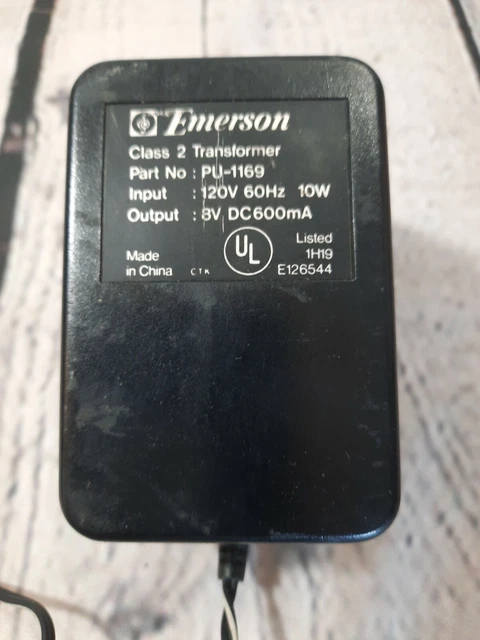 Emerson
Class 2 Transformer
Part No : PU-1169
Input : 120V 60Hz 10W
Output : 8V DC600mA
Made in China
CTK
UL
Listed
1H19
E126544